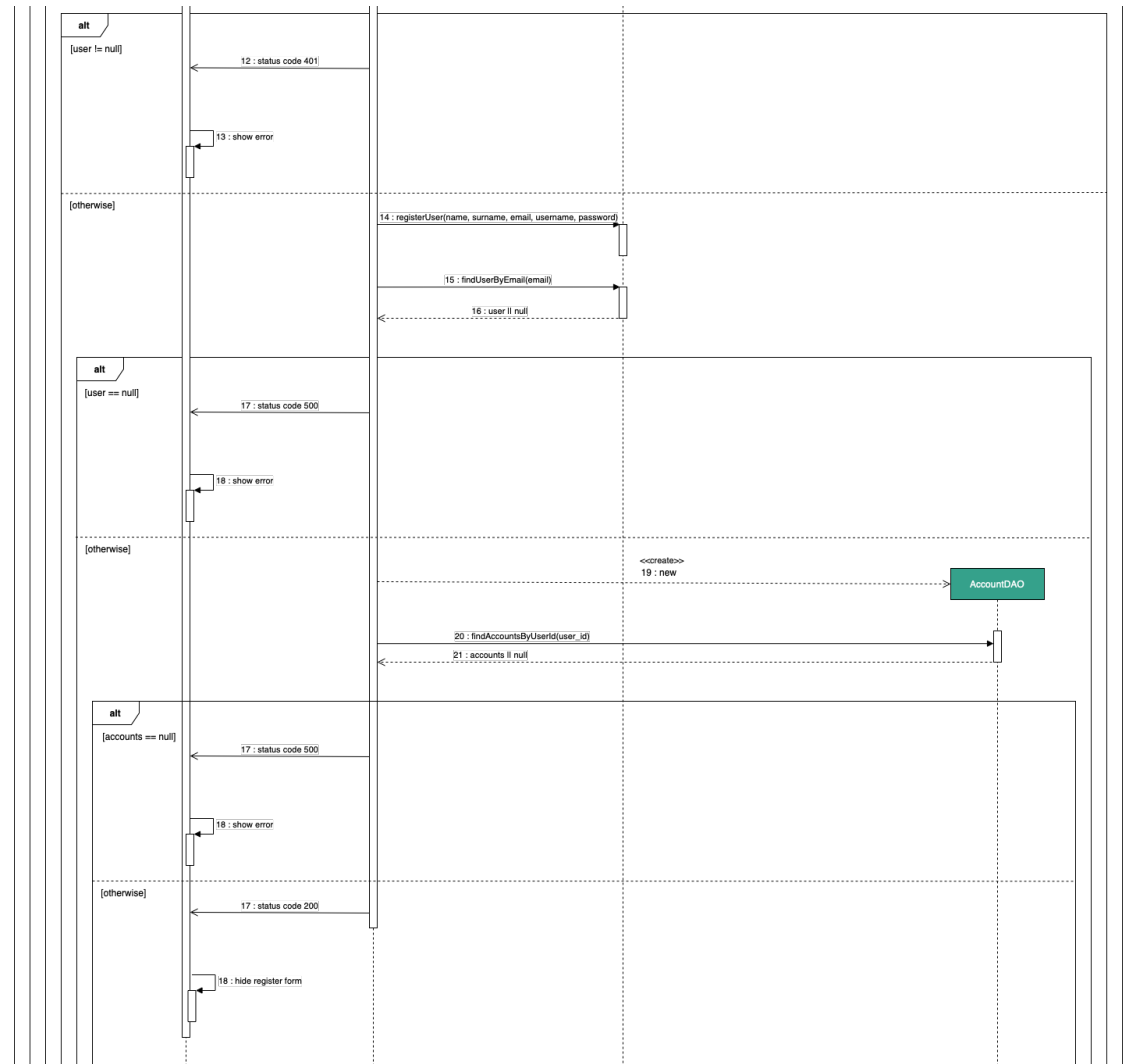 alt
[user != null]
12 : status code 401
13 : show error
[otherwise]
14 : registerUser(name, surname, email, username, password)
15 : findUserByEmail(email)
16 : user || null
alt
[user == null]
17 : status code 500
18 : show error
[otherwise]
<<create>>
19 : new
AccountDAO
20 : findAccountsByUserId(user_id)
21 : accounts || null
alt
[accounts == null]
17 : status code 500
18 : show error
[otherwise]
17 : status code 200
18 : hide register form